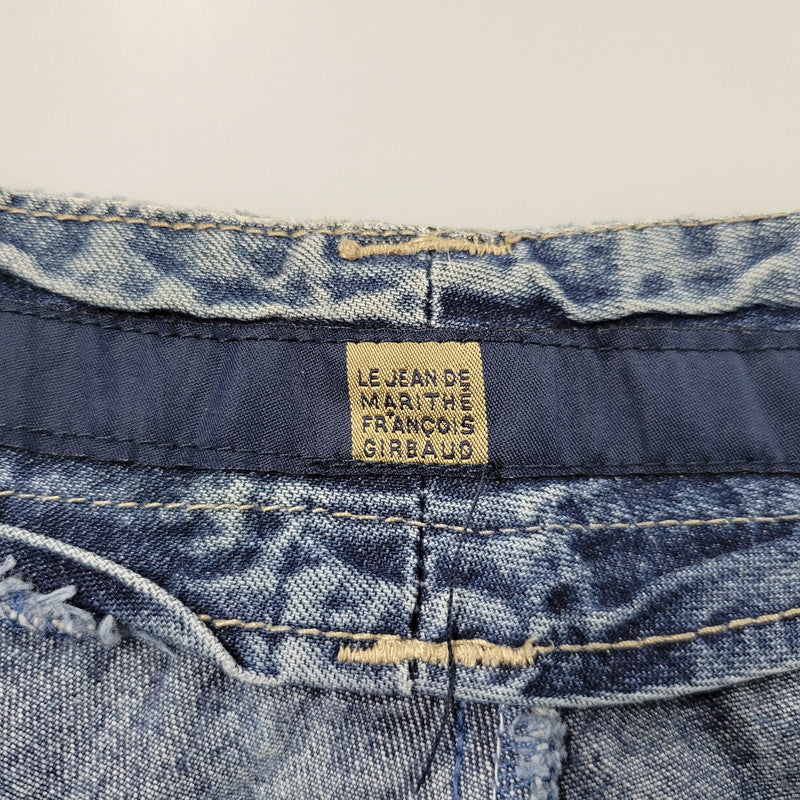 LE JEAN DE
MARITHÉ
FRANÇOIS
GIRBAUD